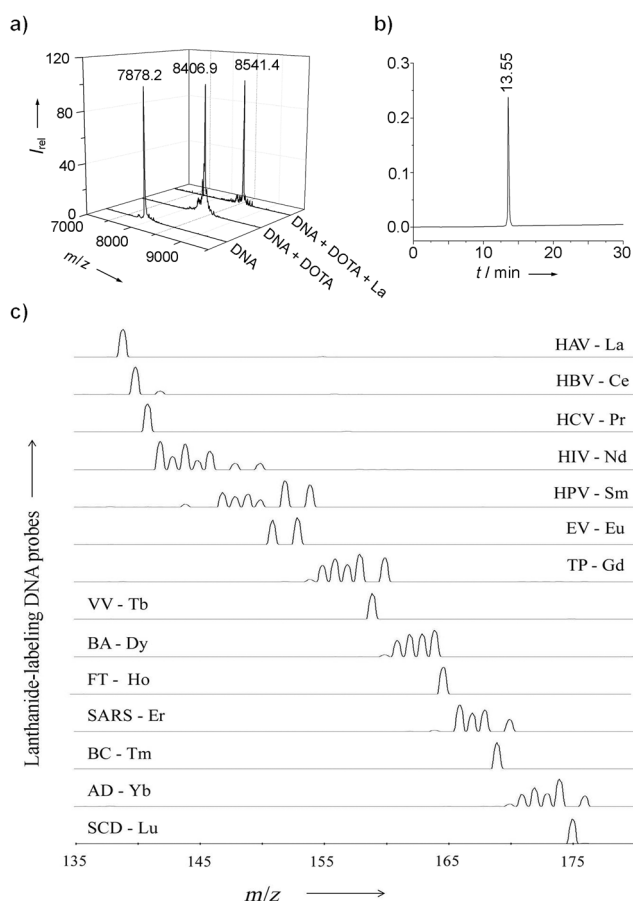 a)
120
80
40
0
I rel
7878.2
8406.9
8541.4
7000
8000
9000
m/z
DNA
DNA + DOTA
DNA + DOTA + La
b)
0.3
0.2
0.1
0.0
13.55
0
10
20
30
t / min
c)
Lanthanide-labeling DNA probes
HAV - La
HBV - Ce
HCV - Pr
HIV - Nd
HPV - Sm
EV - Eu
TP - Gd
VV - Tb
BA - Dy
FT - Ho
SARS - Er
BC - Tm
AD - Yb
SCD - Lu
135
145
155
165
175
m/z